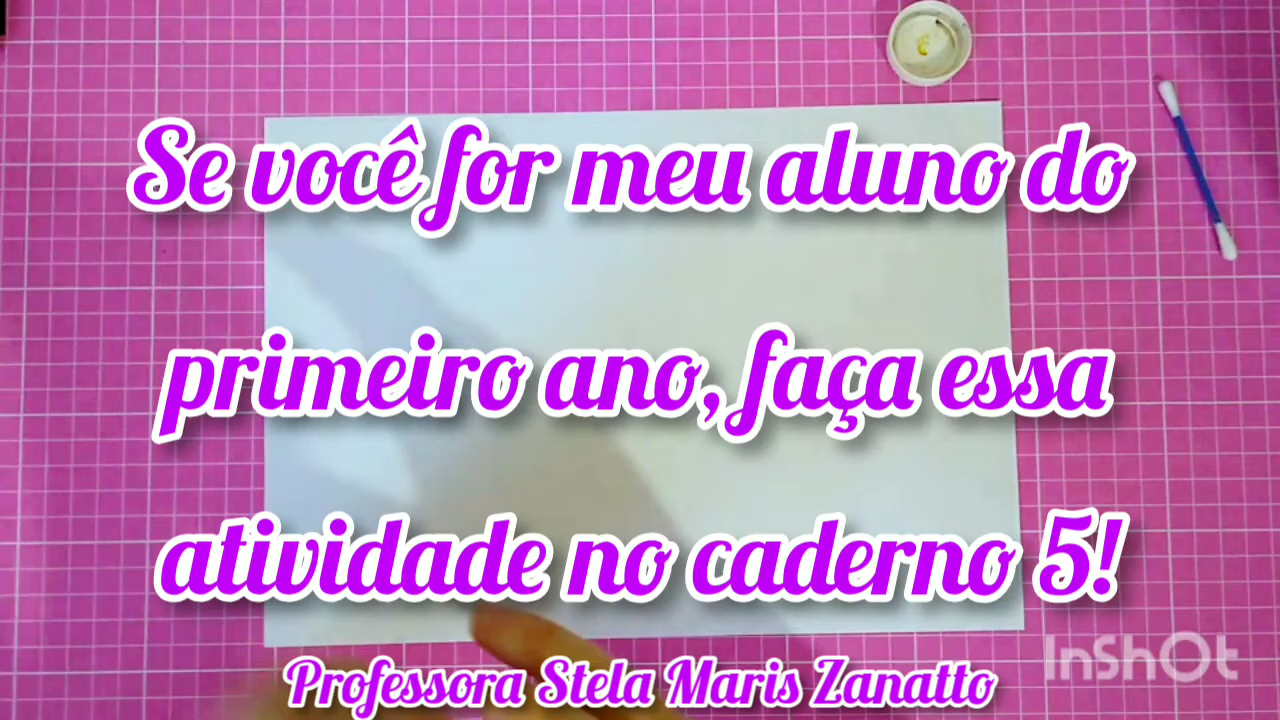 Se você for meu aluno do
primeiro ano, faça essa
atividade no caderno 5!
InShOt
Professora Stela Maris Zanatto